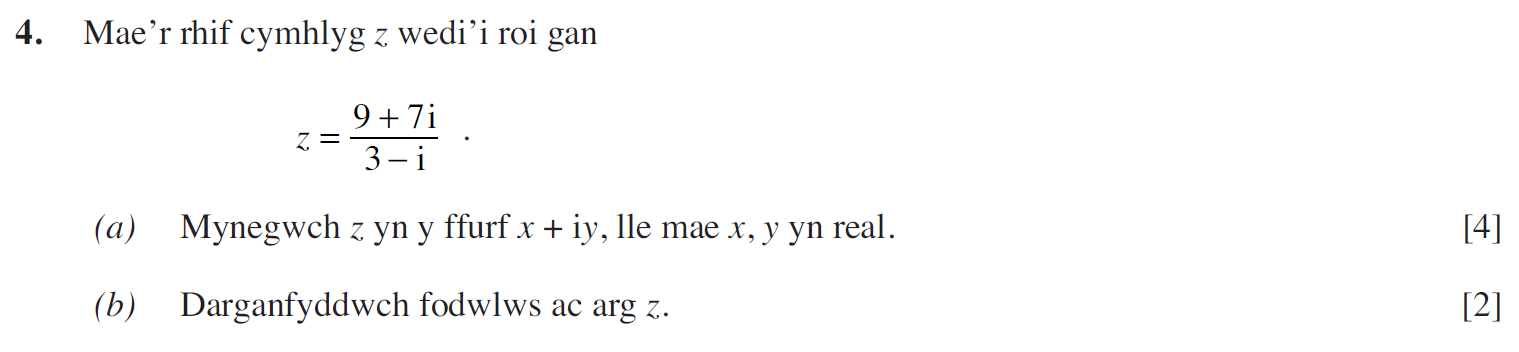 4. Mae’r rhif cymhlyg z wedi’i roi gan
z = \frac{9 + 7i}{3 – i} .
(a) Mynegwch z yn y ffurf x + iy, lle mae x, y yn real. [4]
(b) Darganfyddwch fodwlws ac arg z. [2]